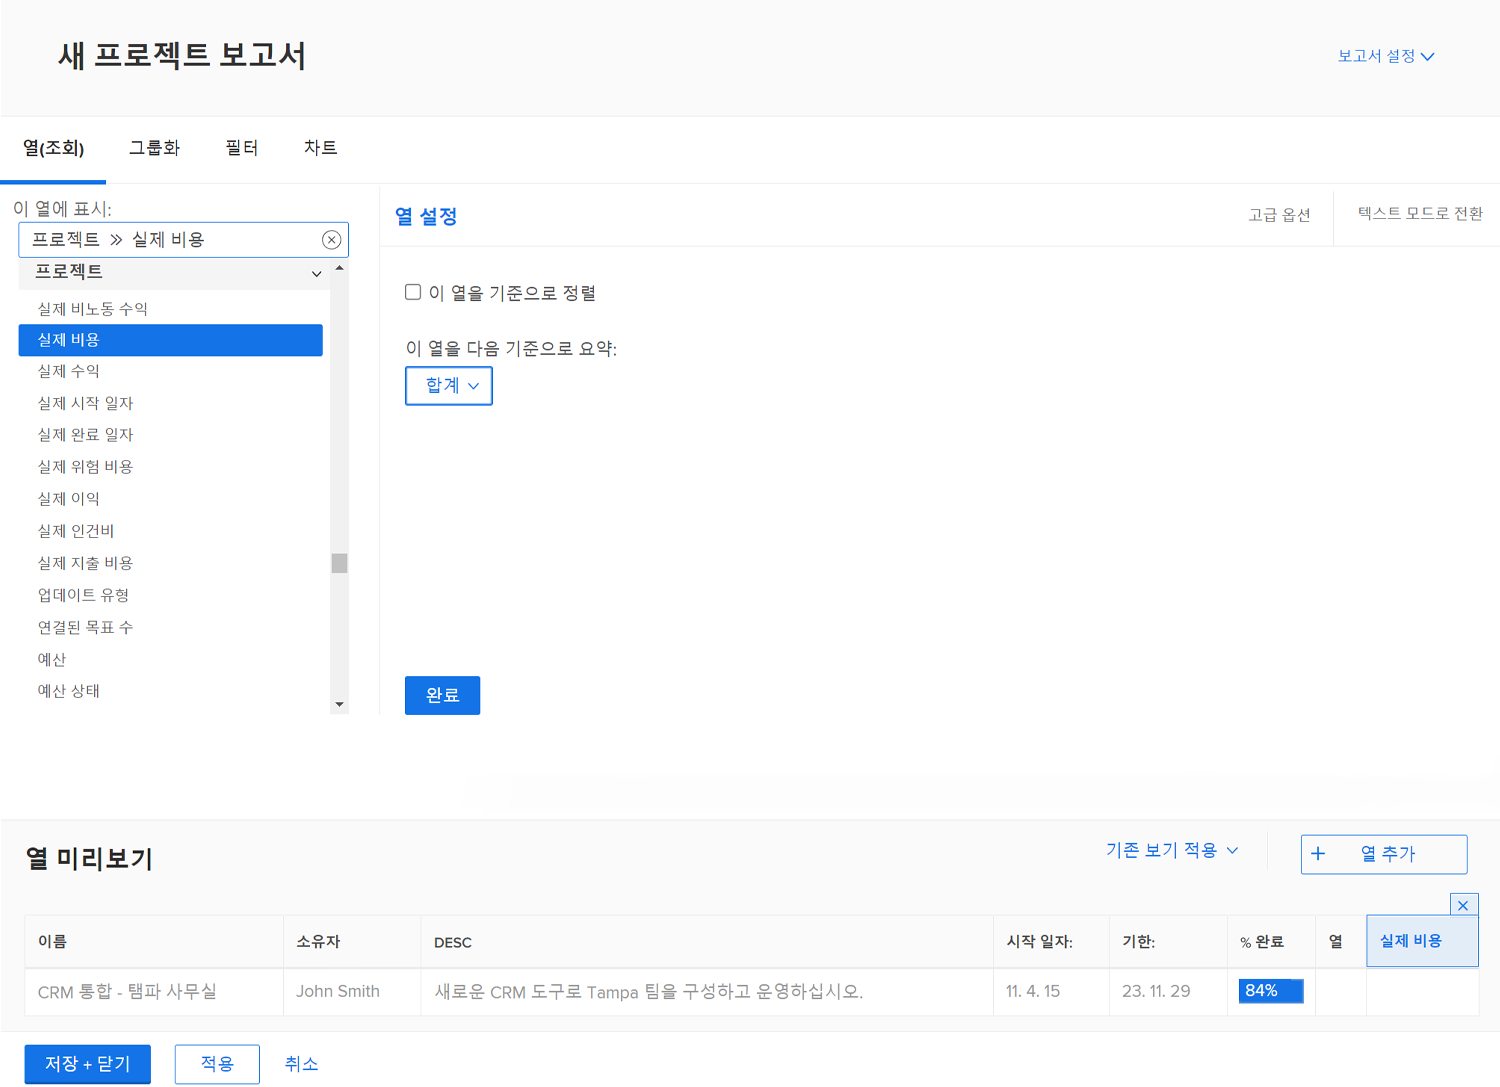 새 프로젝트 보고서
보고서 설정
열(조회) 그룹화 필터 차트
이 열에 표시:
프로젝트 » 실제 비용
프로젝트
실제 비노동 수익
실제 비용
실제 수익
실제 시작 일자
실제 완료 일자
실제 위험 비용
실제 이익
실제 인건비
실제 지출 비용
업데이트 유형
연결된 목표 수
예산
예산 상태
열 설정
고급 옵션
텍스트 모드로 전환
이 열을 기준으로 정렬
이 열을 다음 기준으로 요약:
합계
완료
열 미리보기
기존 보기 적용
+ 열 추가
이름 소유자 DESC 시작 일자: 기한: % 완료 열 실제 비용
CRM 통합 - 탬파 사무실 John Smith 새로운 CRM 도구로 Tampa 팀을 구성하고 운영하십시오. 11. 4. 15 23. 11. 29 84%
저장 + 닫기 적용 취소